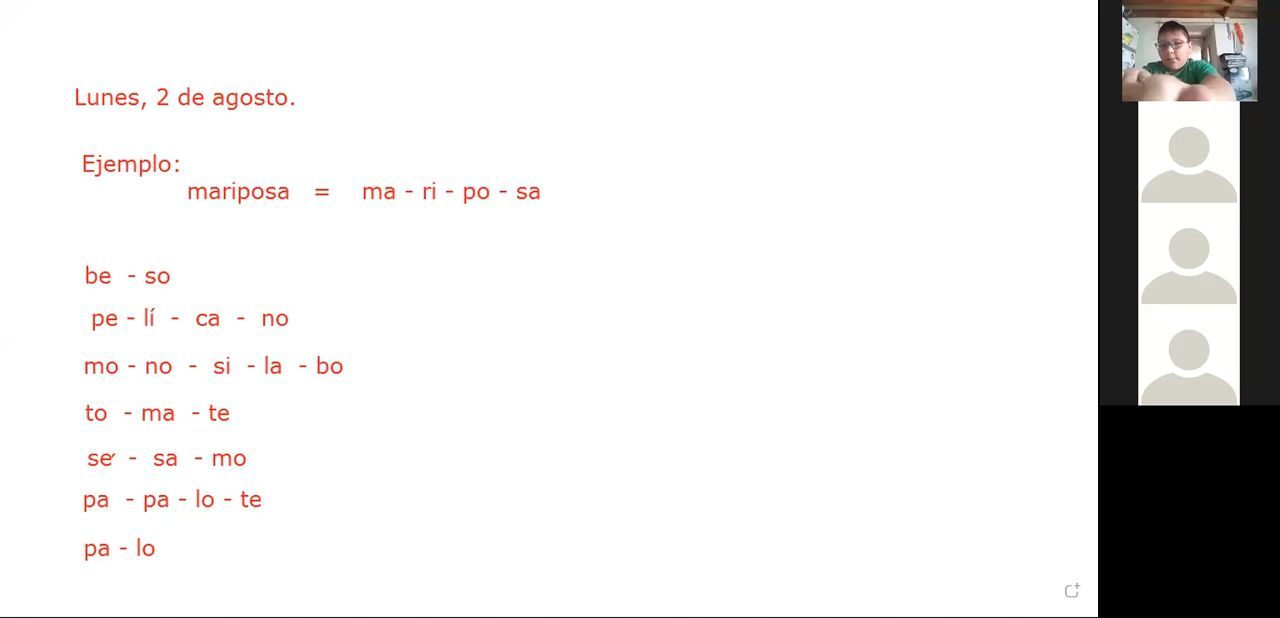 Lunes, 2 de agosto.
Ejemplo:
mariposa = ma - ri - po - sa
be - so
pe - lí - ca - no
mo - no - si - la - bo
to - ma - te
se - sa - mo
pa - pa - lo - te
pa - lo